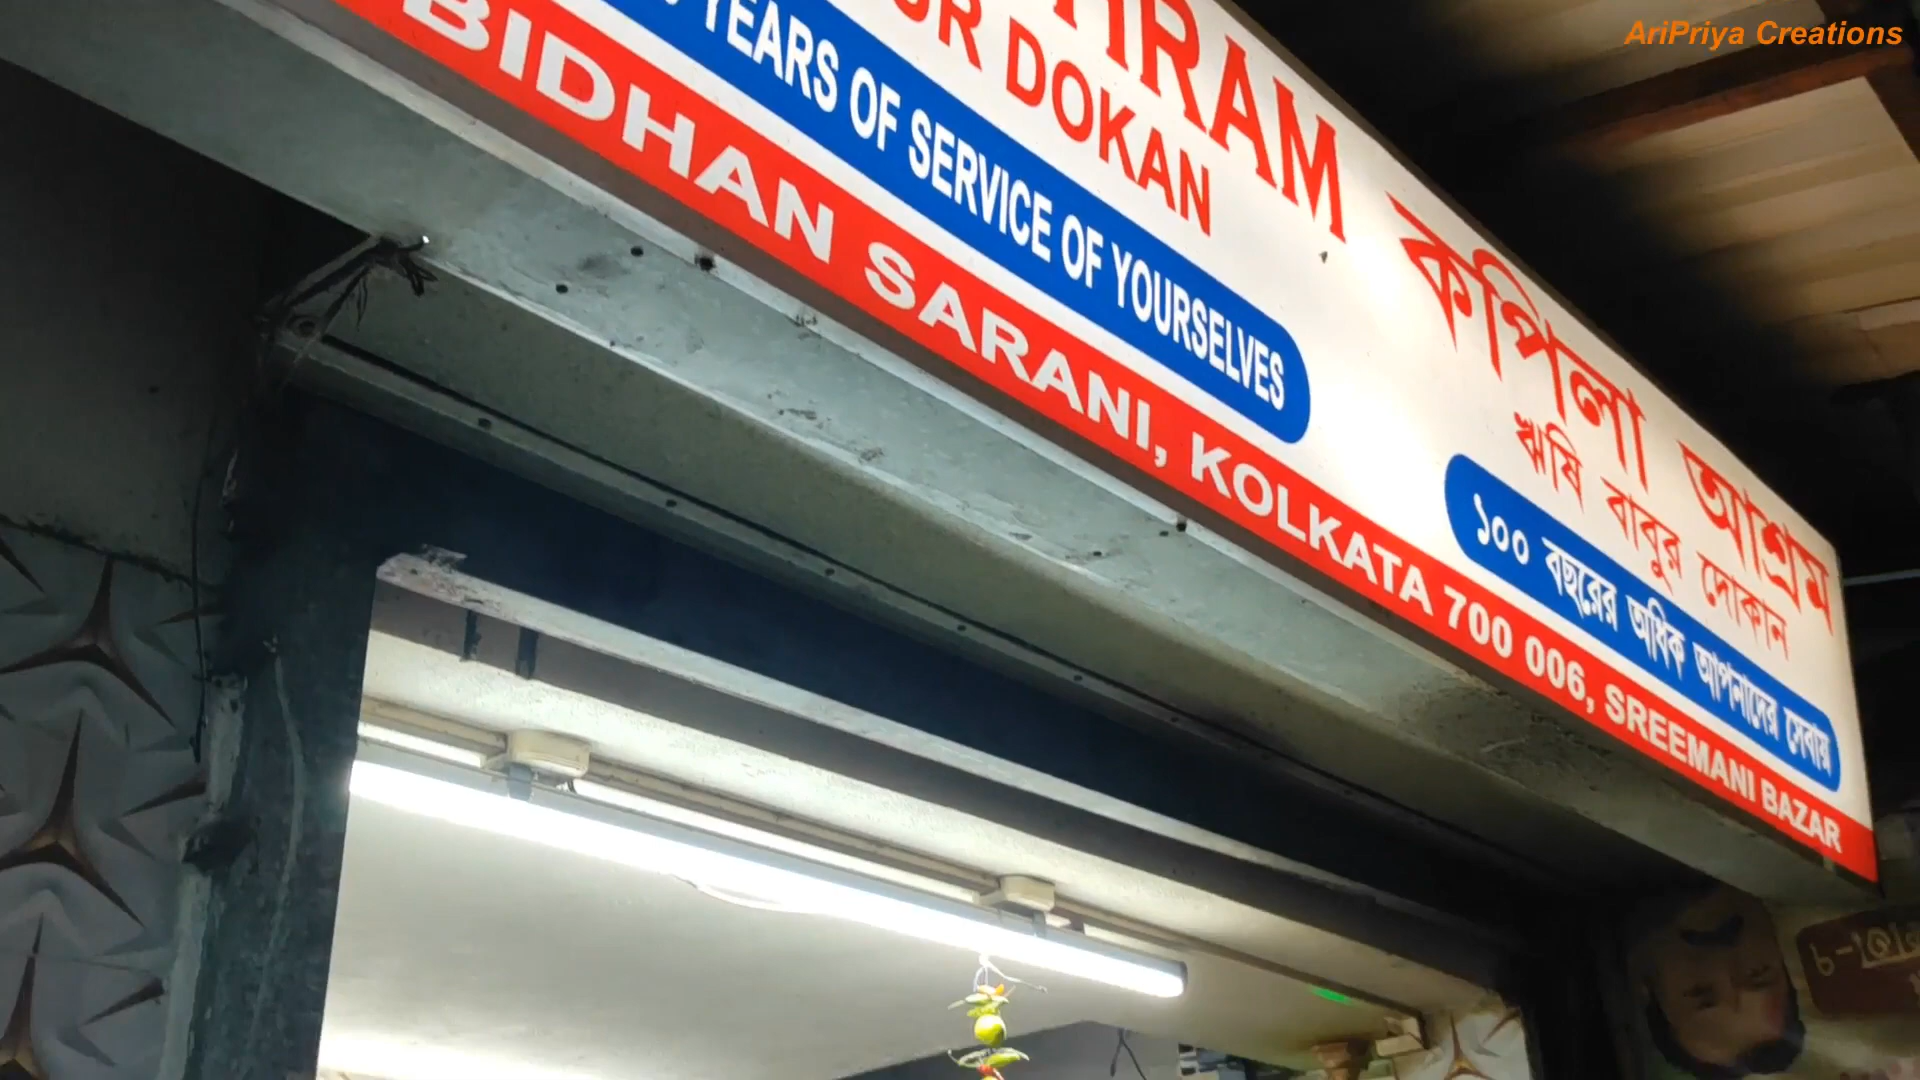 AriPriya Creations
DOKAN
YEARS OF SERVICE OF YOURSELVES
BIDHAN SARANI, KOLKATA 700 006, SREEMANI BAZAR
কপিলা আশ্রম
ঋষি বাবুর দোকান
১০০ বছরের অধিক আপনাদের সেবায়